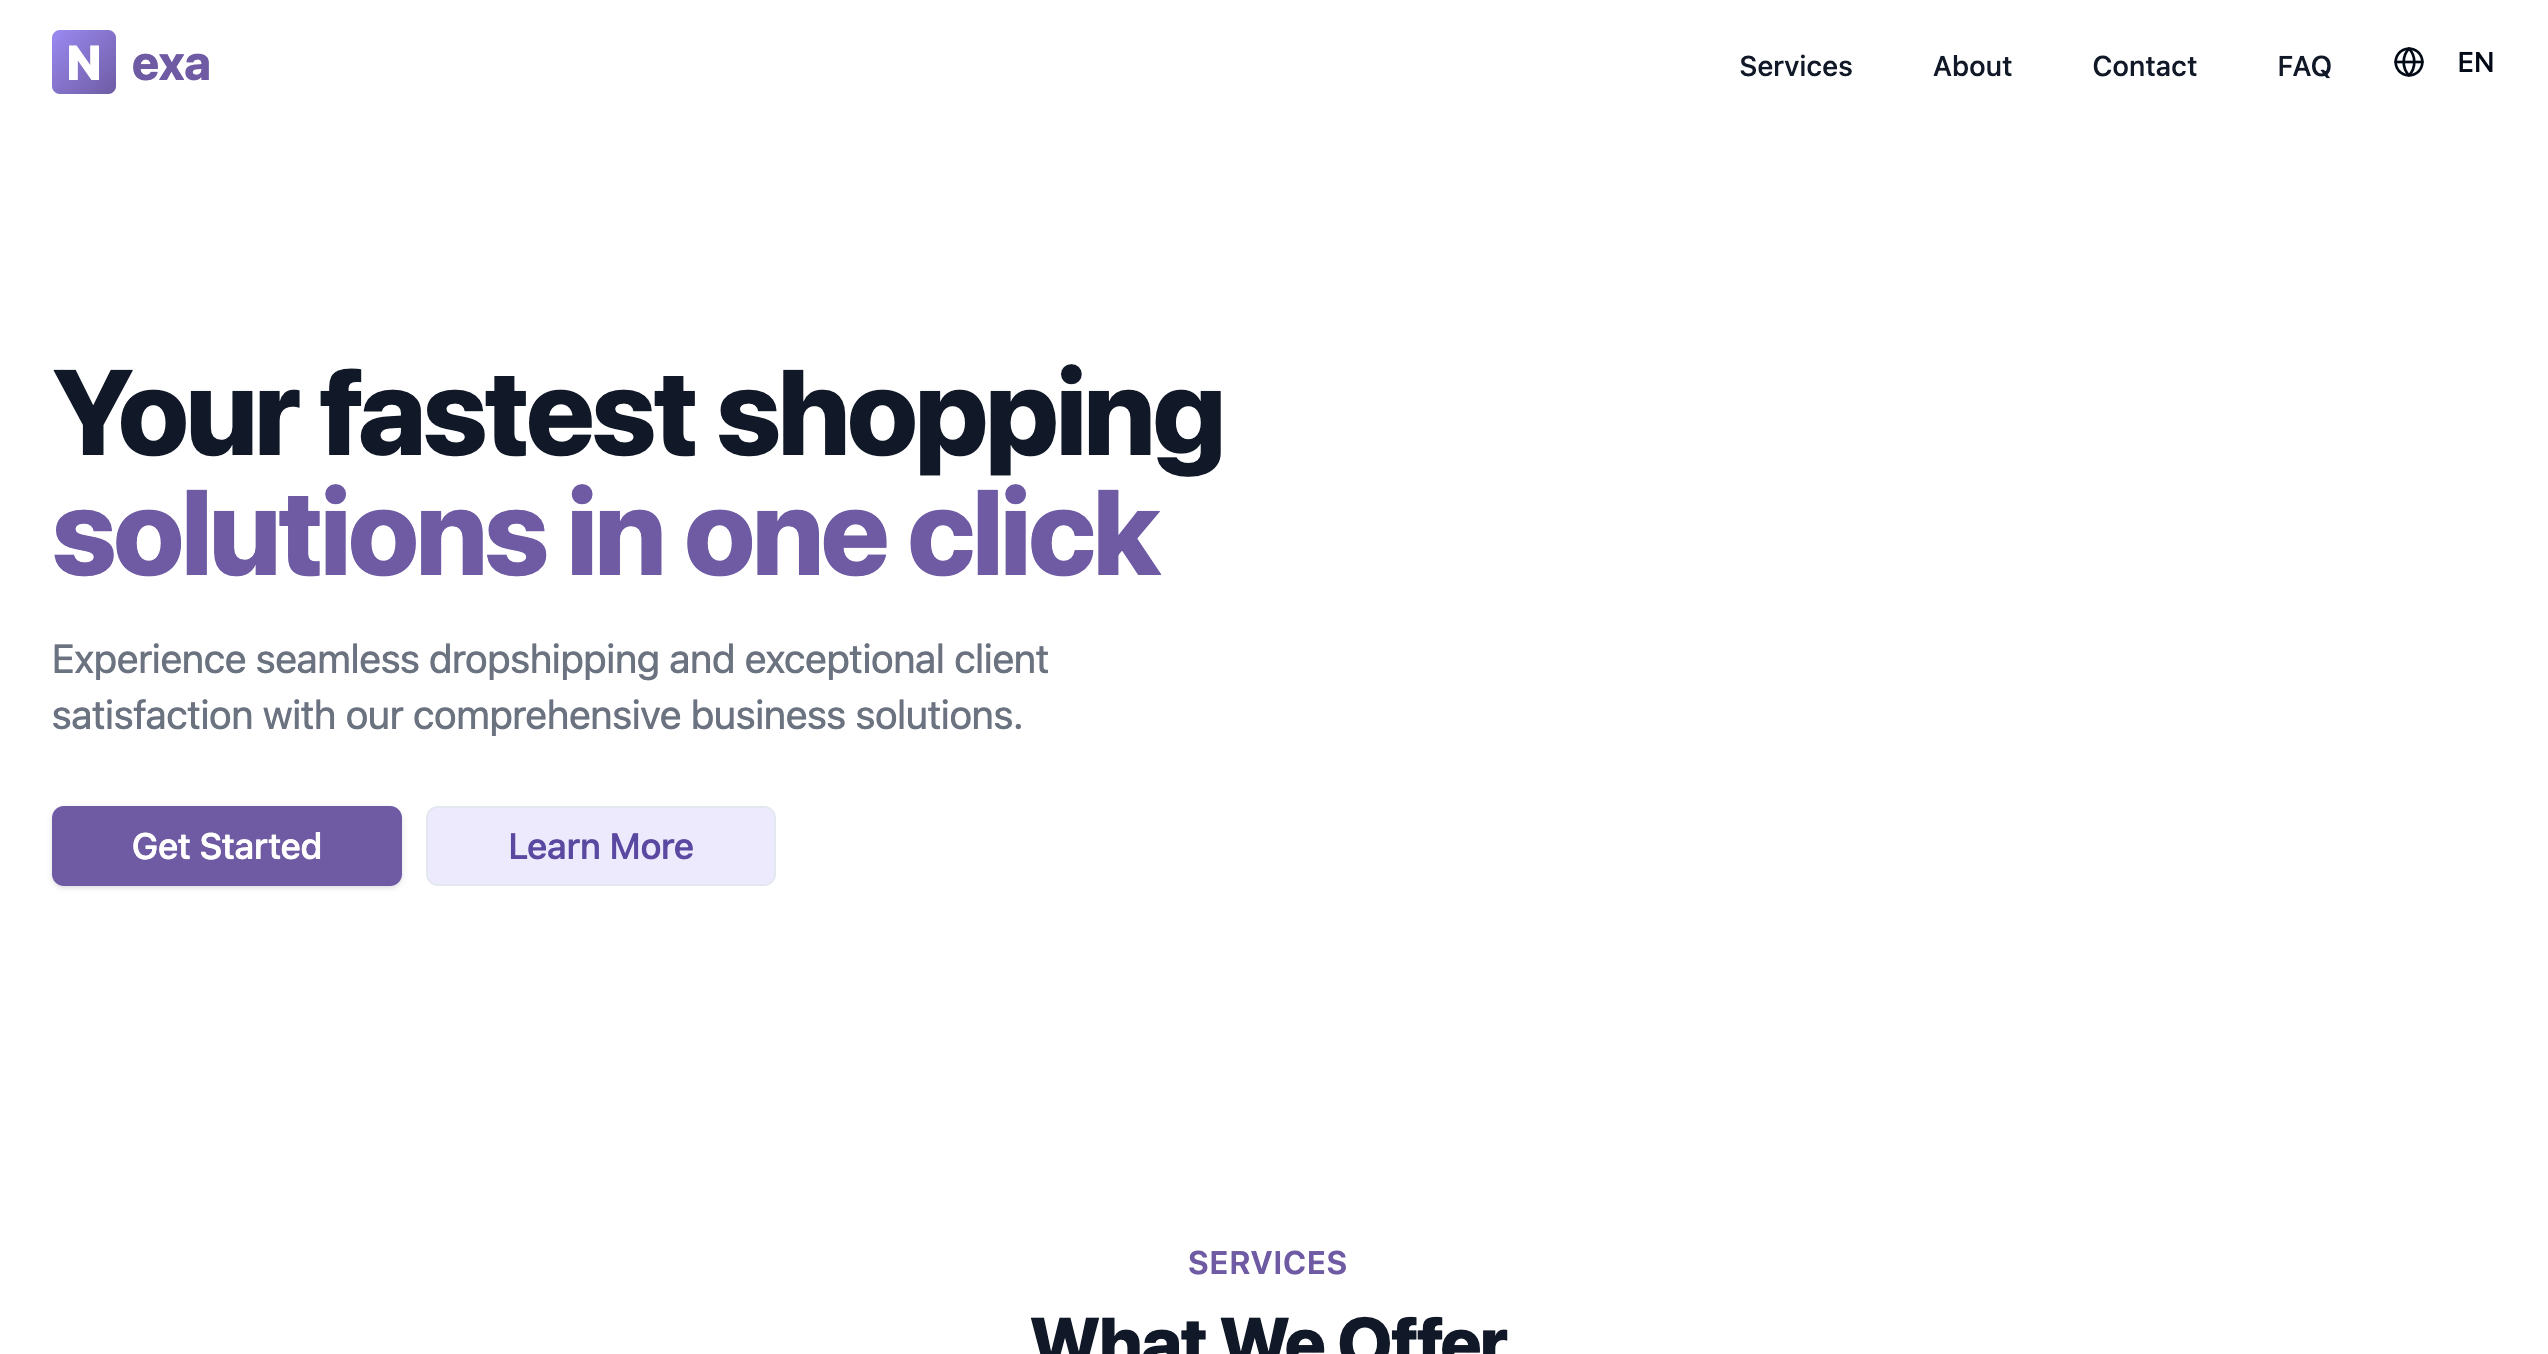 N exa
Services About Contact FAQ EN
Your fastest shopping
solutions in one click
Experience seamless dropshipping and exceptional client
satisfaction with our comprehensive business solutions.
Get Started Learn More
SERVICES
What We Offer